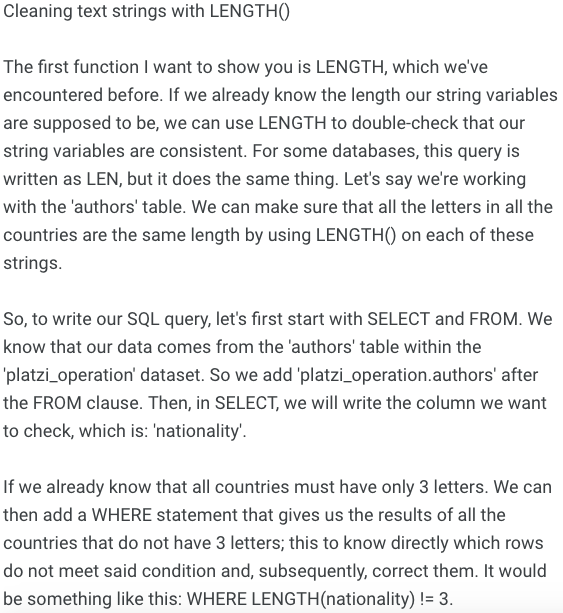 Cleaning text strings with LENGTH()
The first function I want to show you is LENGTH, which we've
encountered before. If we already know the length our string variables
are supposed to be, we can use LENGTH to double-check that our
string variables are consistent. For some databases, this query is
written as LEN, but it does the same thing. Let's say we're working
with the 'authors' table. We can make sure that all the letters in all the
countries are the same length by using LENGTH() on each of these
strings.
So, to write our SQL query, let's first start with SELECT and FROM. We
know that our data comes from the 'authors' table within the
'platzi_operation' dataset. So we add 'platzi_operation.authors' after
the FROM clause. Then, in SELECT, we will write the column we want
to check, which is: 'nationality'.
If we already know that all countries must have only 3 letters. We can
then add a WHERE statement that gives us the results of all the
countries that do not have 3 letters; this to know directly which rows
do not meet said condition and, subsequently, correct them. It would
be something like this: WHERE LENGTH(nationality) != 3.